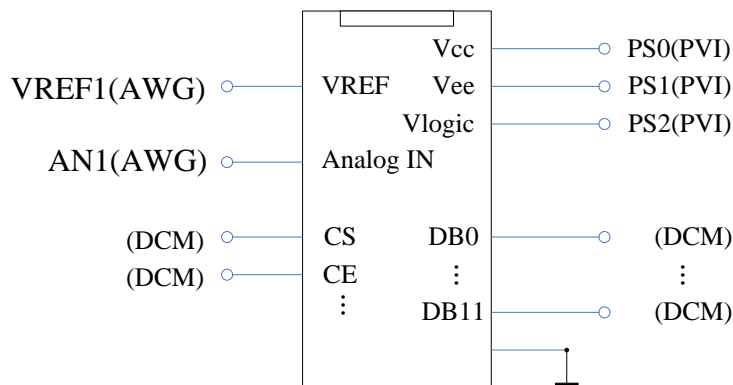 Vcc PS0(PVI)
VREF1(AWG) VREF Vee PS1(PVI)
Vlogic PS2(PVI)
AN1(AWG) Analog IN
(DCM) CS DB0 (DCM)
(DCM) CE ⋮ ⋮
⋮ DB11 (DCM)